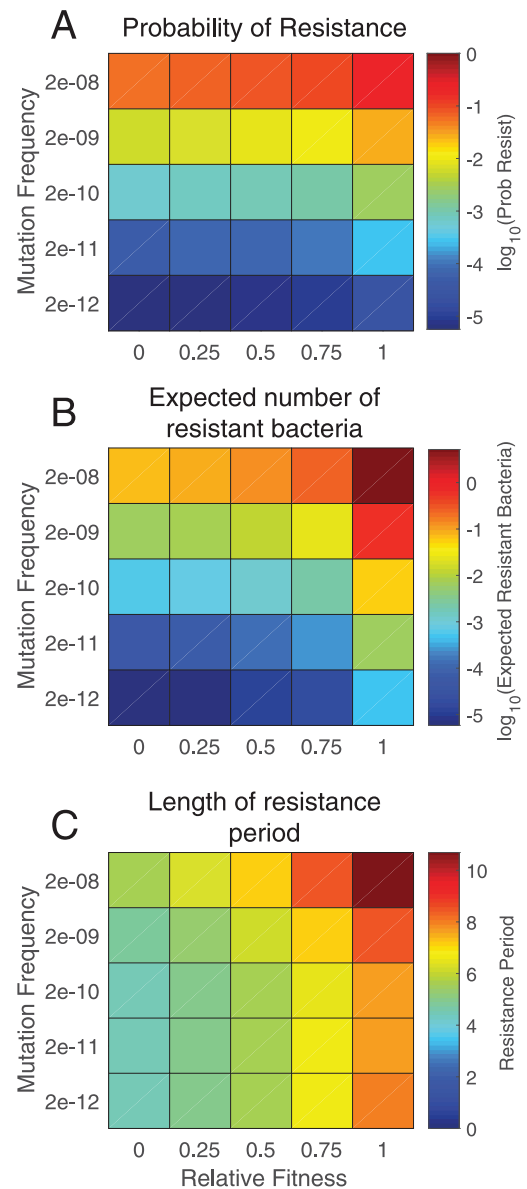 A
Probability of Resistance
Mutation Frequency
2e-08
2e-09
2e-10
2e-11
2e-12
0 0.25 0.5 0.75 1
0
-1
-2
-3
-4
-5
log10(Prob Resist)
B
Expected number of
resistant bacteria
Mutation Frequency
2e-08
2e-09
2e-10
2e-11
2e-12
0 0.25 0.5 0.75 1
0
-1
-2
-3
-4
-5
log10(Expected Resistant Bacteria)
C
Length of resistance
period
Mutation Frequency
2e-08
2e-09
2e-10
2e-11
2e-12
0 0.25 0.5 0.75 1
Relative Fitness
10
8
6
4
2
0
Resistance Period